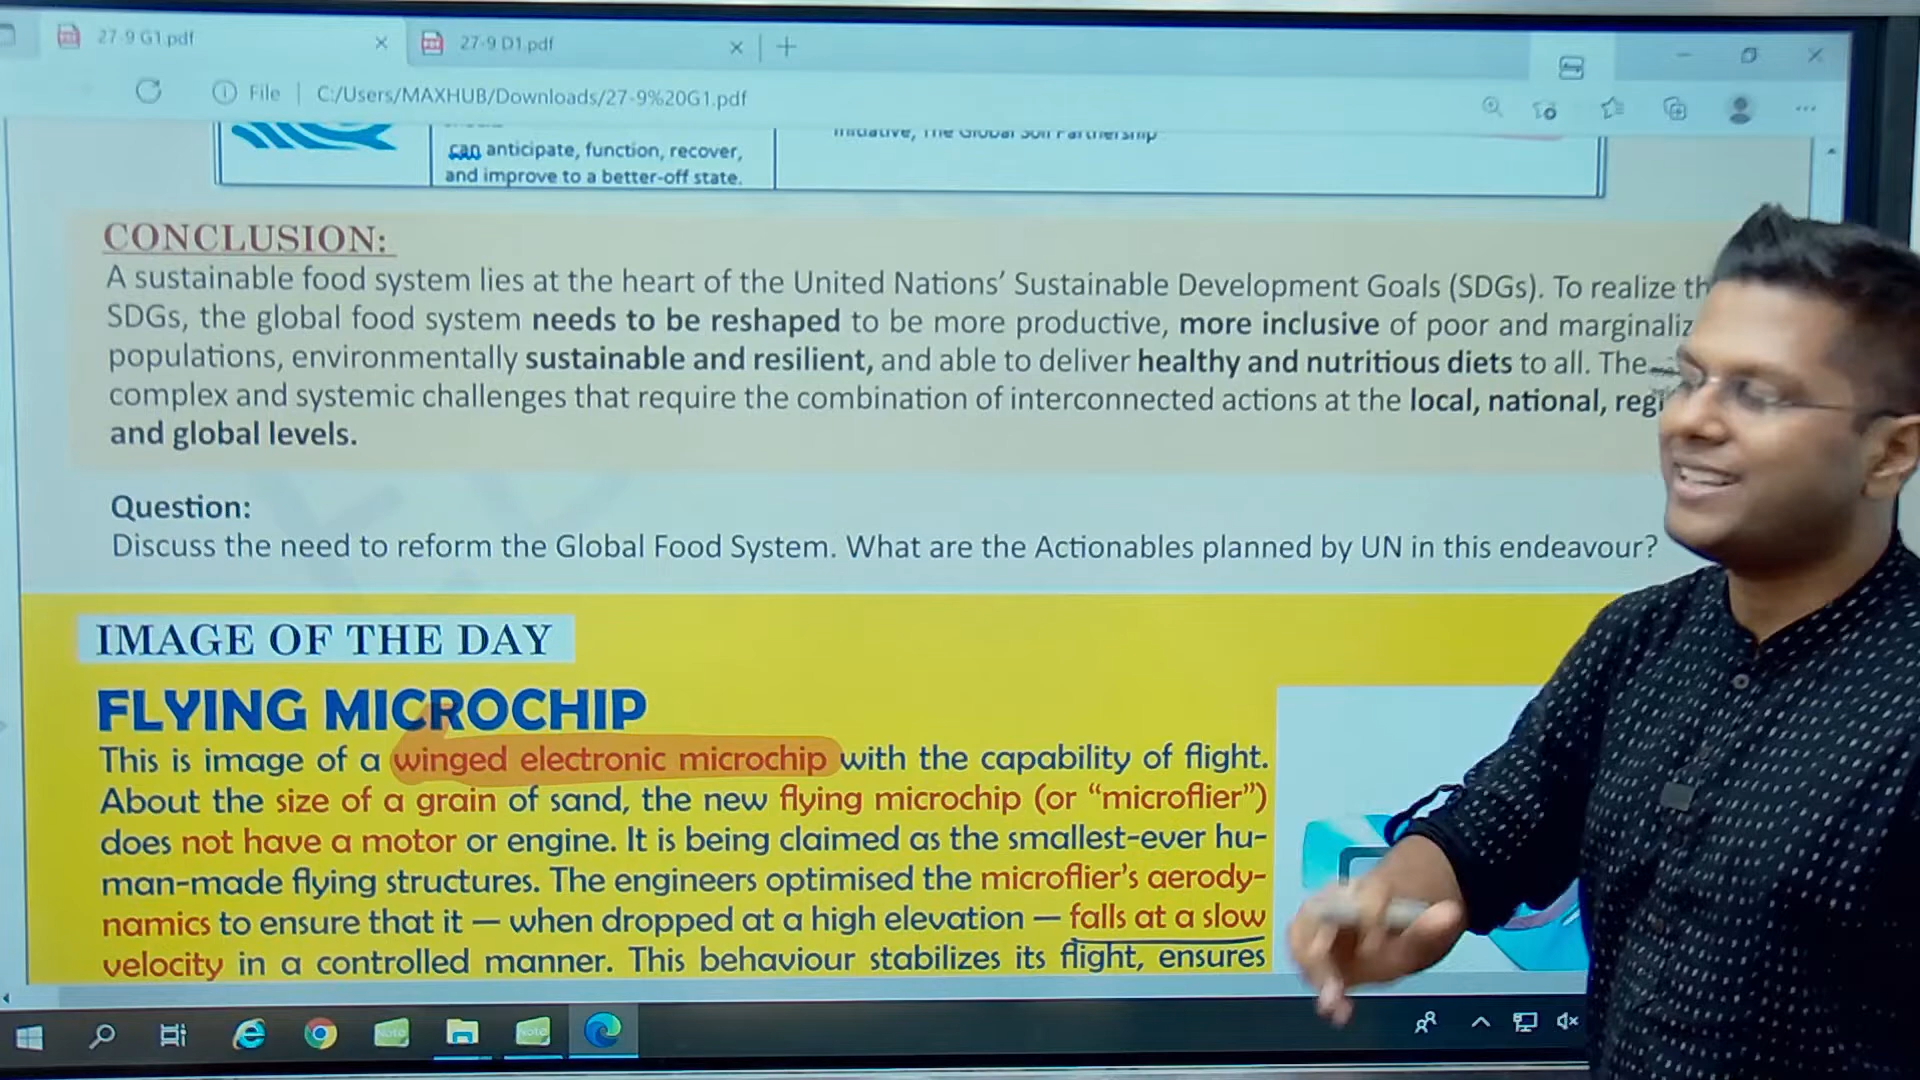 27-9 G1.pdf
27-9 D1.pdf
File
C:/Users/MAXHUB/Downloads/27-9%20G1.pdf
can anticipate, function, recover,
and improve to a better-off state.
Initiative, The Global Soil Partnership
CONCLUSION:
A sustainable food system lies at the heart of the United Nations’ Sustainable Development Goals (SDGs). To realize th
SDGs, the global food system needs to be reshaped to be more productive, more inclusive of poor and marginaliz
populations, environmentally sustainable and resilient, and able to deliver healthy and nutritious diets to all. The
complex and systemic challenges that require the combination of interconnected actions at the local, national, reg
and global levels.
Question:
Discuss the need to reform the Global Food System. What are the Actionables planned by UN in this endeavour?
IMAGE OF THE DAY
FLYING MICROCHIP
This is image of a winged electronic microchip with the capability of flight.
About the size of a grain of sand, the new flying microchip (or “microflier”)
does not have a motor or engine. It is being claimed as the smallest-ever hu-
man-made flying structures. The engineers optimised the microflier’s aerody-
namics to ensure that it — when dropped at a high elevation — falls at a slow
velocity in a controlled manner. This behaviour stabilizes its flight, ensures
Note
Note